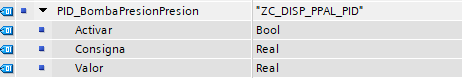 PID_BombaPresionPresion "ZC_DISP_PPAL_PID"
Activar Bool
Consigna Real
Valor Real